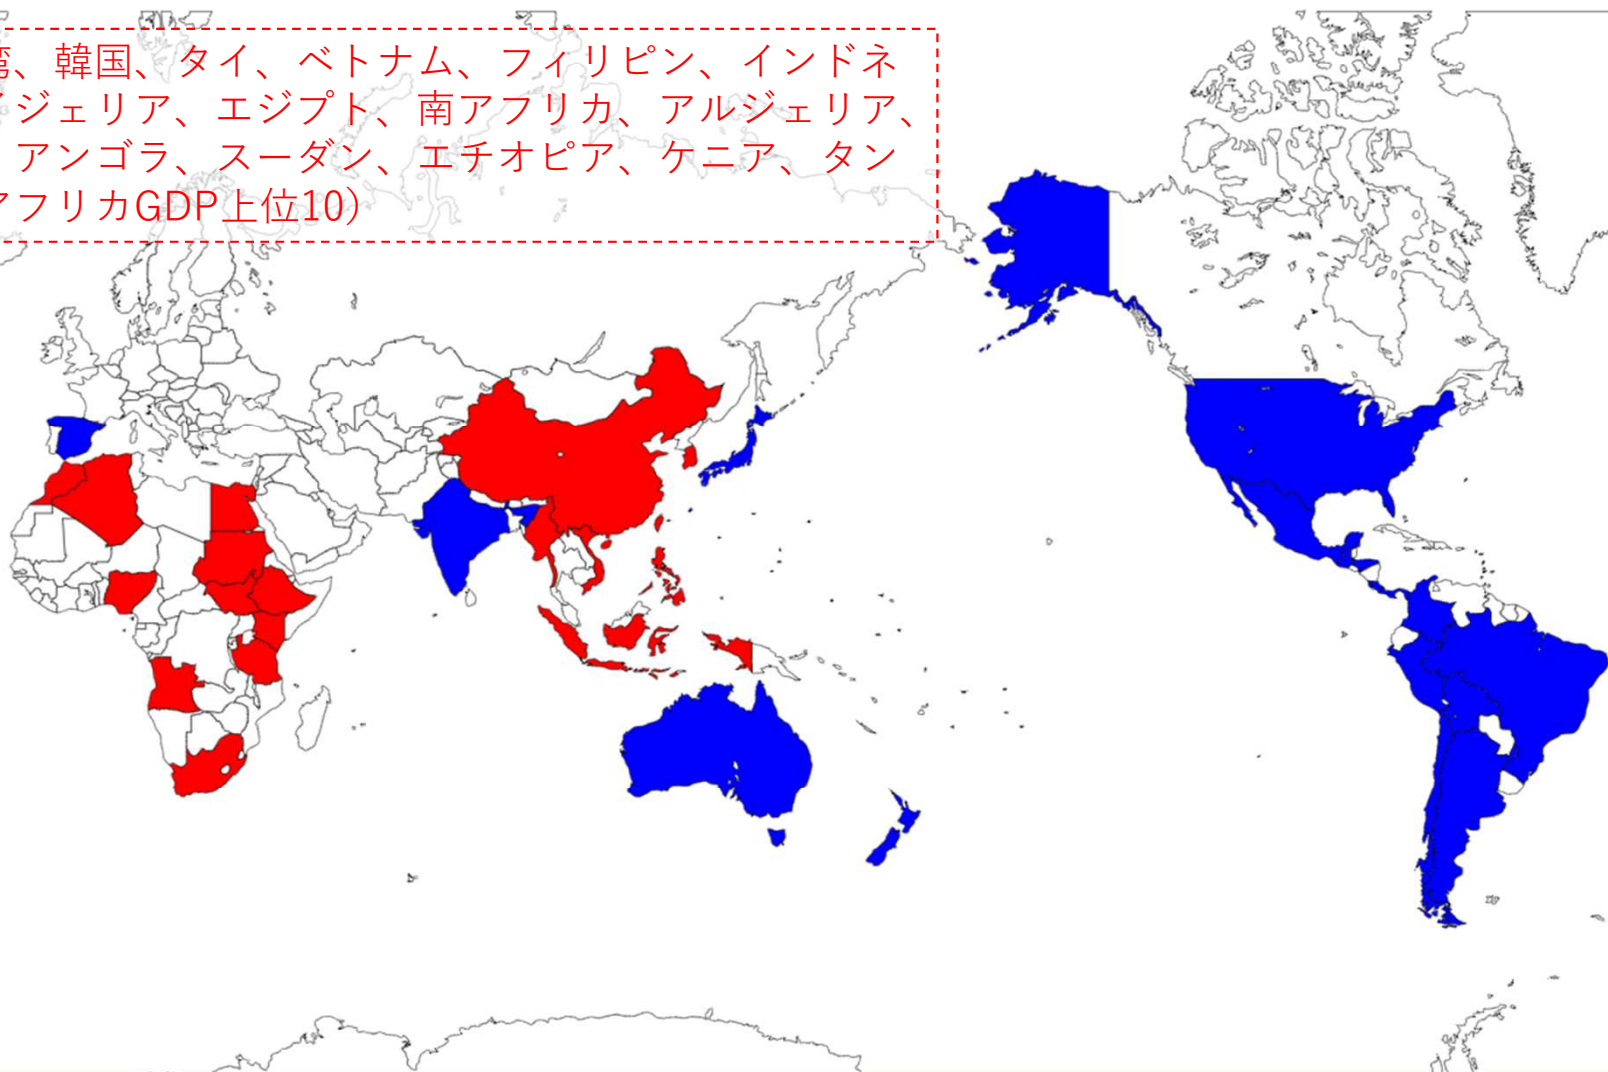 、韓国、タイ、ベトナム、フィリピン、インドネ
ジェリア、エジプト、南アフリカ、アルジェリア、
アンゴラ、スーダン、エチオピア、ケニア、タン
フリカGDP上位10）